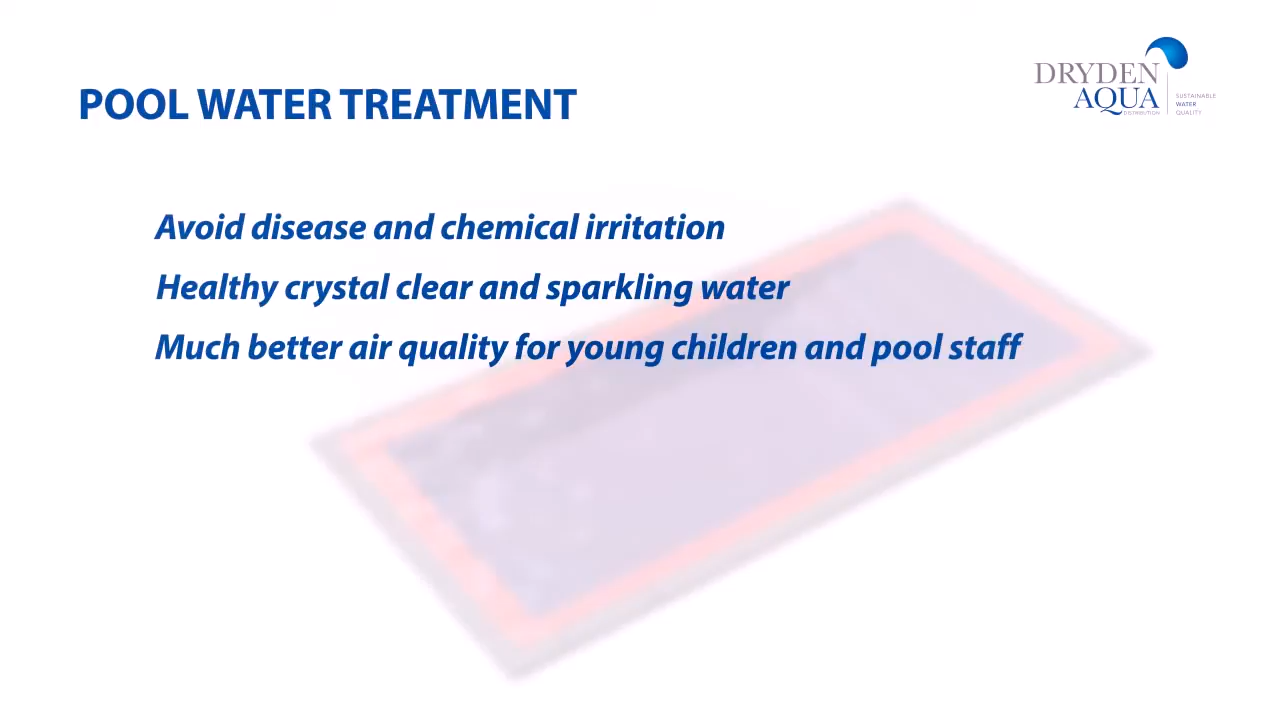 POOL WATER TREATMENT
DRYDEN
AQUA
DISTRIBUTION
SUSTAINABLE
WATER
QUALITY
Avoid disease and chemical irritation
Healthy crystal clear and sparkling water
Much better air quality for young children and pool staff